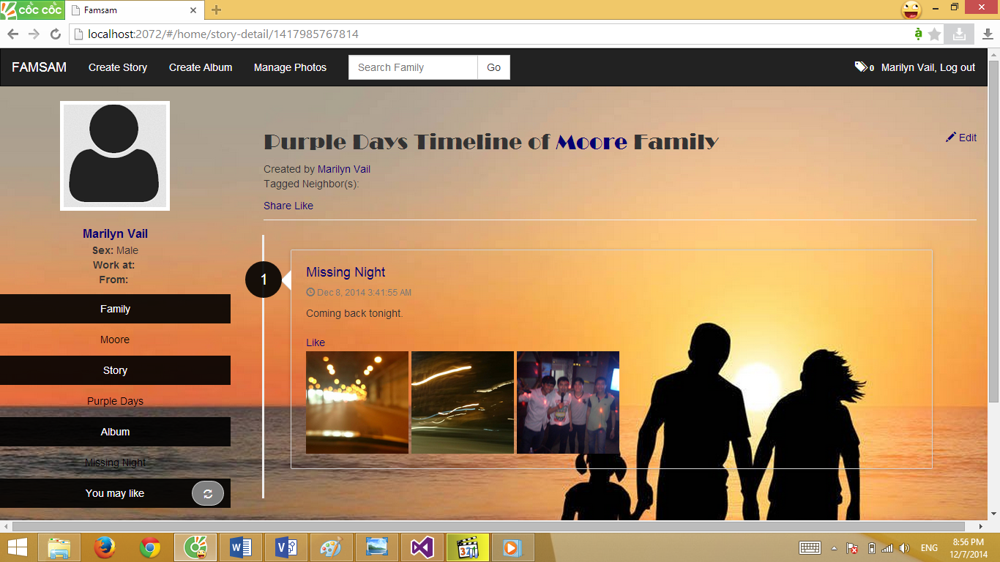 CỐC CỐC
Famsam
localhost:2072/#/home/story-detail/1417985767814
FAMSAM Create Story Create Album Manage Photos Search Family Go 0 Marilyn Vail, Log out
Marilyn Vail
Sex: Male
Work at:
From:
Family
Moore
Story
Purple Days
Album
Missing Night
You may like
Purple Days Timeline of Moore Family
Edit
Created by Marilyn Vail
Tagged Neighbor(s):
Share Like
1
Missing Night
Dec 8, 2014 3:41:55 AM
Coming back tonight.
Like
ENG
8:56 PM
12/7/2014